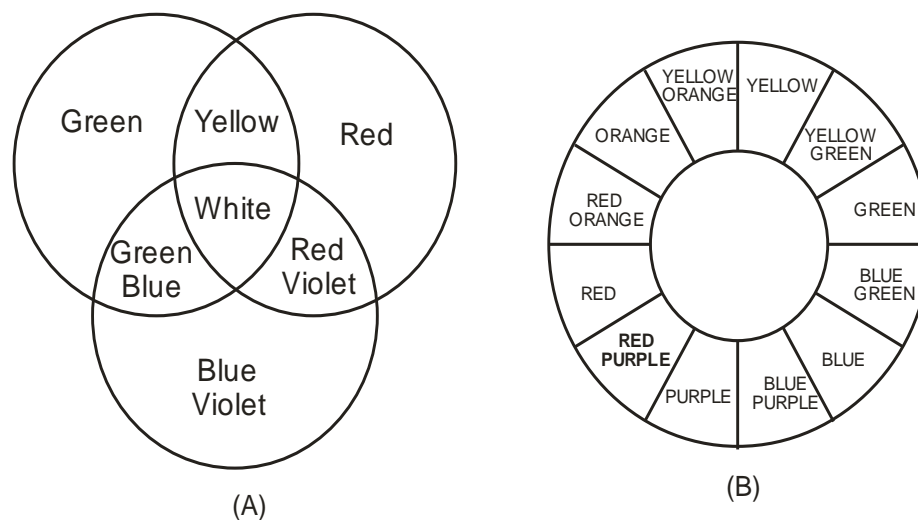 Green
Yellow
Red
White
Green
Blue
Red
Violet
Blue
Violet
(A)
YELLOW
ORANGE
YELLOW
YELLOW
GREEN
GREEN
BLUE
GREEN
BLUE
BLUE
PURPLE
PURPLE
RED
PURPLE
RED
RED
ORANGE
ORANGE
(B)